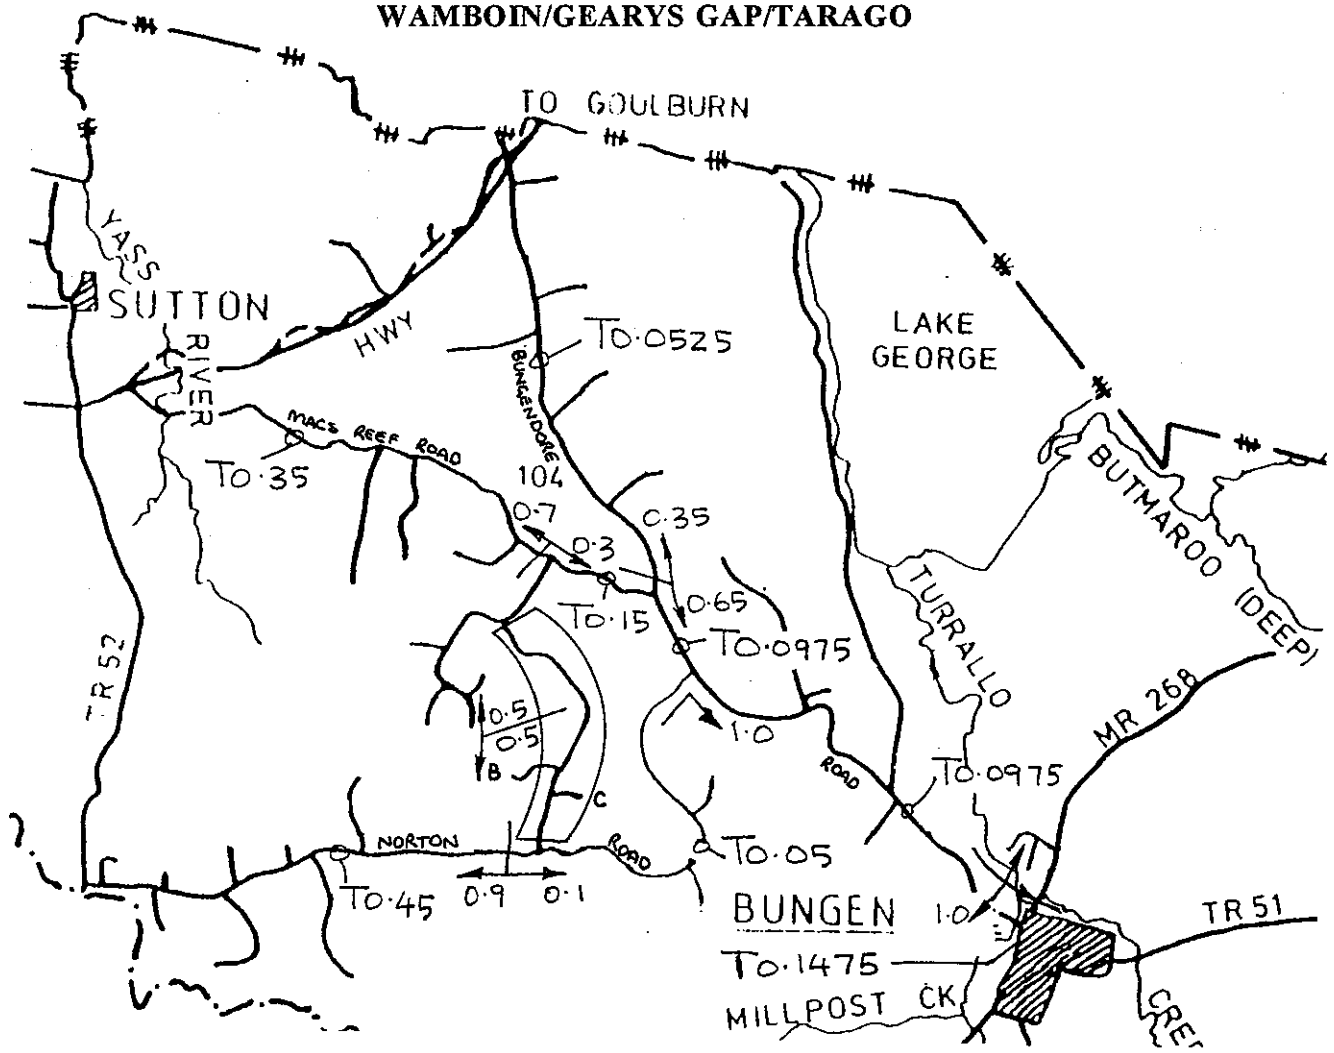 WAMBOIN/GEARYS GAP/TARAGO
TO GOULBURN
YASS
RIVER
SUTTON
HWY
BUNGENDORE
TO.0525
LAKE
GEORGE
MACS REEF ROAD
TO.35
104
0.7
0.3
0.35
0.65
TO.15
TO.0975
BUTMAROO (DEEP)
TURRALLO
TR 52
MR 268
0.5
0.5
B
C
1.0
ROAD
TO.0975
NORTON
ROAD
TO.05
TO.45
0.9
0.1
BUNGEN
1.0
TR 51
TO.1475
MILLPOST CK
CREE